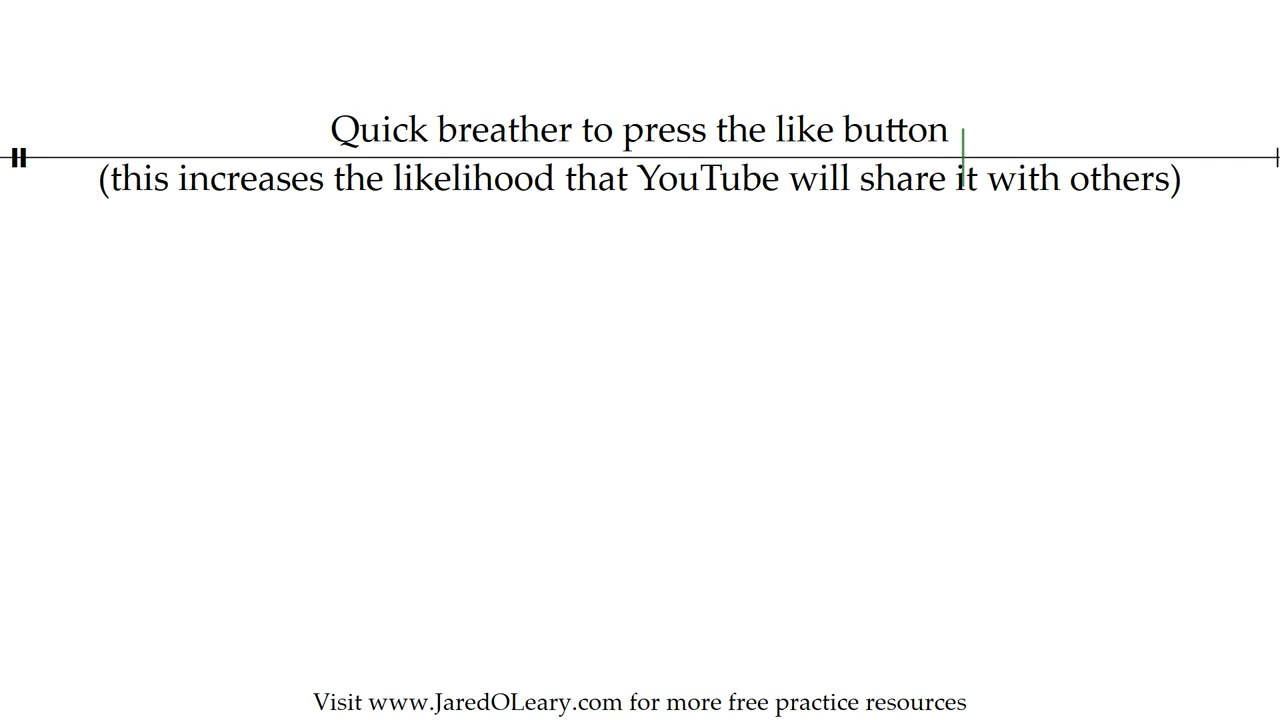 Quick breather to press the like button
(this increases the likelihood that YouTube will share it with others)
Visit www.JaredOLeary.com for more free practice resources